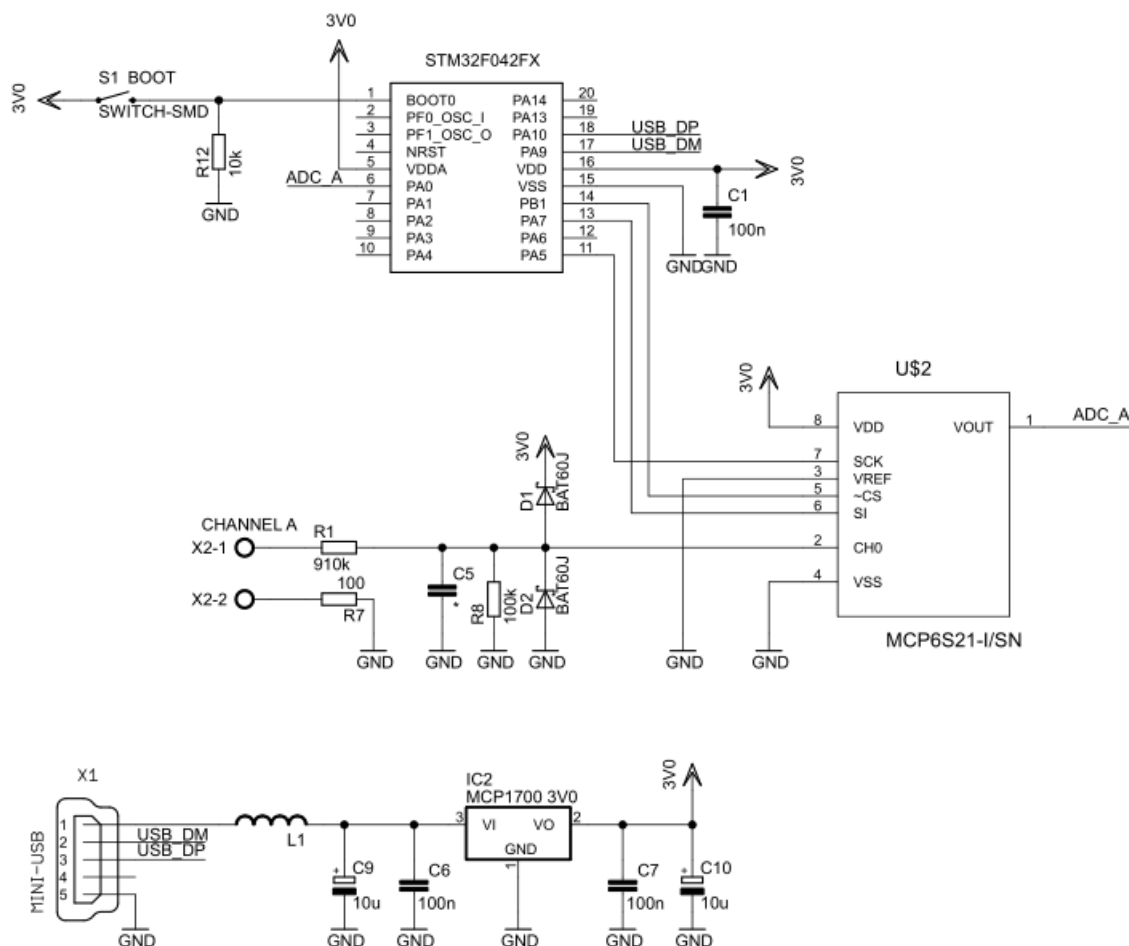 3V0
STM32F042FX
S1 BOOT
3V0
SWITCH-SMD
R12
10k
GND
ADC_A
1 BOOT0 PA14 20
2 PF0_OSC_I PA13 19
3 PF1_OSC_O PA10 18 USB_DP
4 NRST PA9 17 USB_DM
5 VDDA VDD 16 3V0
6 PA0 VSS 15
7 PA1 PB1 14
8 PA2 PA7 13
9 PA3 PA6 12
10 PA4 PA5 11
C1
100n
GND GND
U$2
3V0
8 VDD VOUT 1 ADC_A
7 SCK
3 VREF
5 ~CS
6 SI
2 CH0
4 VSS
MCP6S21-I/SN
3V0
D1
BAT60J
CHANNEL A
X2-1
R1
910k
X2-2
100
R7
C5
*
R8
100k
D2
BAT60J
GND GND GND GND GND GND
X1
MINI-USB
1
2 USB_DM
3 USB_DP
4
5
L1
IC2
MCP1700 3V0
3 VI VO 2
GND
1
3V0
+ C9
10u
C6
100n
C7
100n
+ C10
10u
GND GND GND GND GND GND